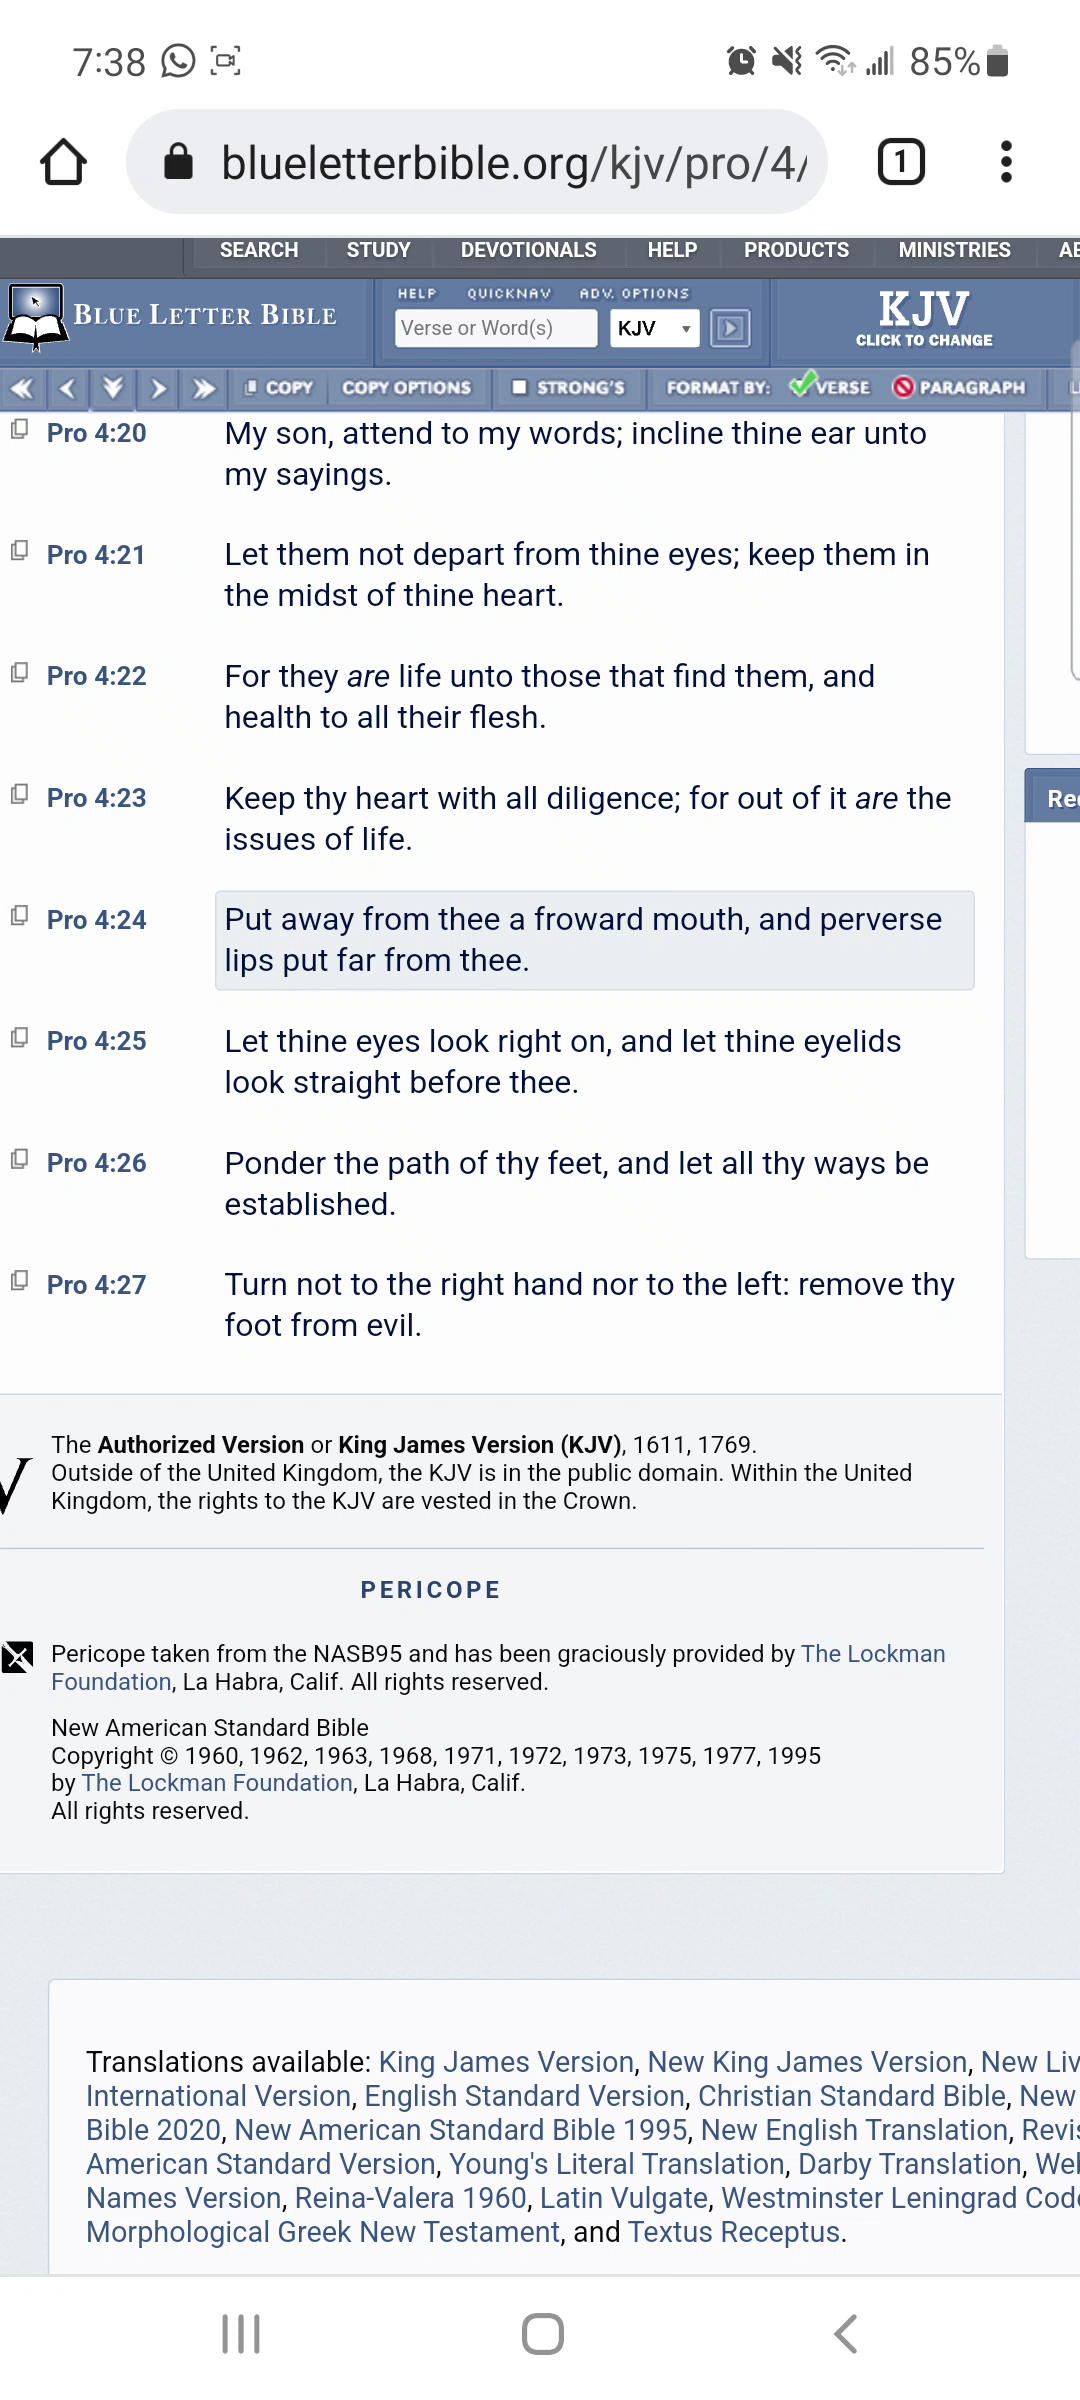 7:38 85%
blueletterbible.org/kjv/pro/4/ 1
SEARCH STUDY DEVOTIONALS HELP PRODUCTS MINISTRIES
BLUE LETTER BIBLE
HELP QUICKNAV ADV. OPTIONS
Verse or Word(s) KJV
KJV
CLICK TO CHANGE
COPY COPY OPTIONS STRONG'S FORMAT BY: VERSE PARAGRAPH
Pro 4:20 My son, attend to my words; incline thine ear unto
my sayings.
Pro 4:21 Let them not depart from thine eyes; keep them in
the midst of thine heart.
Pro 4:22 For they are life unto those that find them, and
health to all their flesh.
Pro 4:23 Keep thy heart with all diligence; for out of it are the
issues of life.
Pro 4:24 Put away from thee a froward mouth, and perverse
lips put far from thee.
Pro 4:25 Let thine eyes look right on, and let thine eyelids
look straight before thee.
Pro 4:26 Ponder the path of thy feet, and let all thy ways be
established.
Pro 4:27 Turn not to the right hand nor to the left: remove thy
foot from evil.
The Authorized Version or King James Version (KJV), 1611, 1769.
Outside of the United Kingdom, the KJV is in the public domain. Within the United
Kingdom, the rights to the KJV are vested in the Crown.
PERICOPE
Pericope taken from the NASB95 and has been graciously provided by The Lockman
Foundation, La Habra, Calif. All rights reserved.
New American Standard Bible
Copyright © 1960, 1962, 1963, 1968, 1971, 1972, 1973, 1975, 1977, 1995
by The Lockman Foundation, La Habra, Calif.
All rights reserved.
Translations available: King James Version, New King James Version, New
International Version, English Standard Version, Christian Standard Bible, New
Bible 2020, New American Standard Bible 1995, New English Translation,
American Standard Version, Young's Literal Translation, Darby Translation,
Names Version, Reina-Valera 1960, Latin Vulgate, Westminster Leningrad
Morphological Greek New Testament, and Textus Receptus.